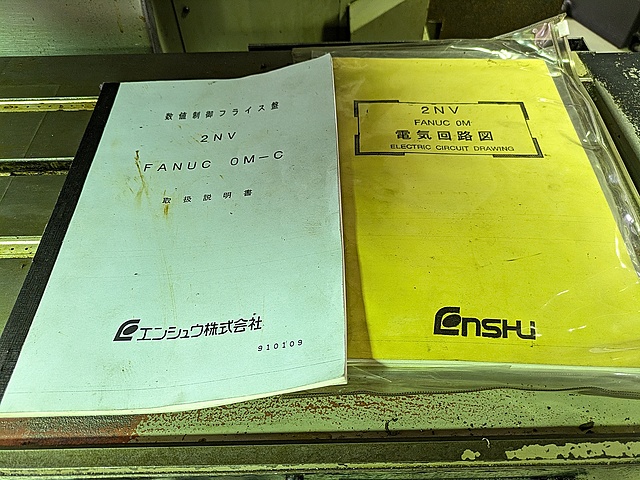 数値制御フライス盤
2NV
FANUC 0M-C
取扱説明書
エンシュウ株式会社
910109
2NV
FANUC 0M
電気回路図
ELECTRIC CIRCUIT DRAWING
ENSHU